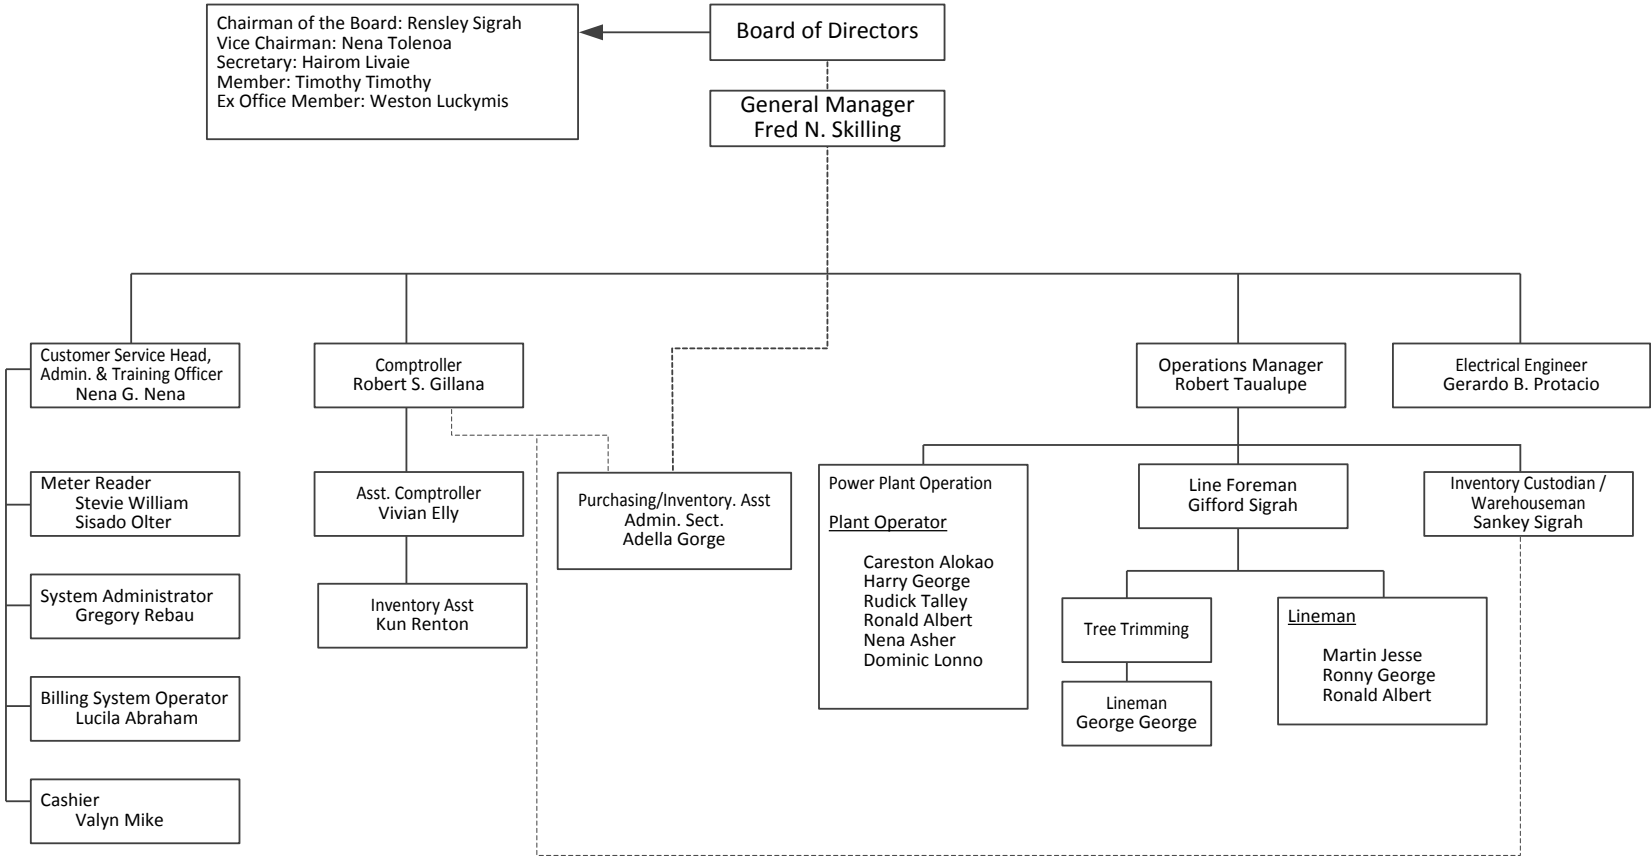 Chairman of the Board: Rensley Sigrah
Vice Chairman: Nena Tolenoa
Secretary: Hairom Livaie
Member: Timothy Timothy
Ex Office Member: Weston Luckymis
Board of Directors
General Manager
Fred N. Skilling
Customer Service Head,
Admin. & Training Officer
Nena G. Nena
Comptroller
Robert S. Gillana
Operations Manager
Robert Taualupe
Electrical Engineer
Gerardo B. Protacio
Meter Reader
Stevie William
Sisado Olter
System Administrator
Gregory Rebau
Billing System Operator
Lucila Abraham
Cashier
Valyn Mike
Asst. Comptroller
Vivian Elly
Inventory Asst
Kun Renton
Purchasing/Inventory. Asst
Admin. Sect.
Adella Gorge
Power Plant Operation
Plant Operator
Careston Alokao
Harry George
Rudick Talley
Ronald Albert
Nena Asher
Dominic Lonno
Line Foreman
Gifford Sigrah
Inventory Custodian /
Warehouseman
Sankey Sigrah
Tree Trimming
Lineman
George George
Lineman
Martin Jesse
Ronny George
Ronald Albert